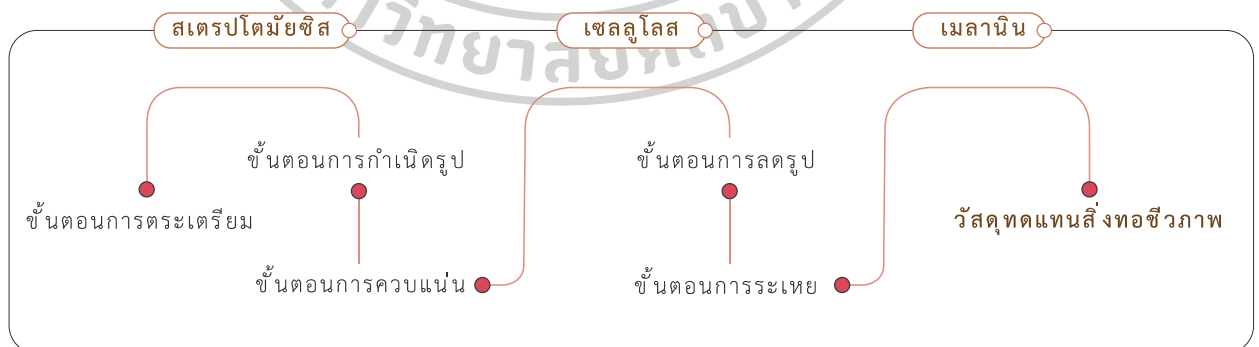 สเตรปโตมัยซิส
เซลลูโลส
เมลานิน
ขั้นตอนการกำเนิดรูป
ขั้นตอนการลดรูป
ขั้นตอนการตระเตรียม
วัสดุทดแทนสิ่งทอชีวภาพ
ขั้นตอนการควบแน่น
ขั้นตอนการระเหย